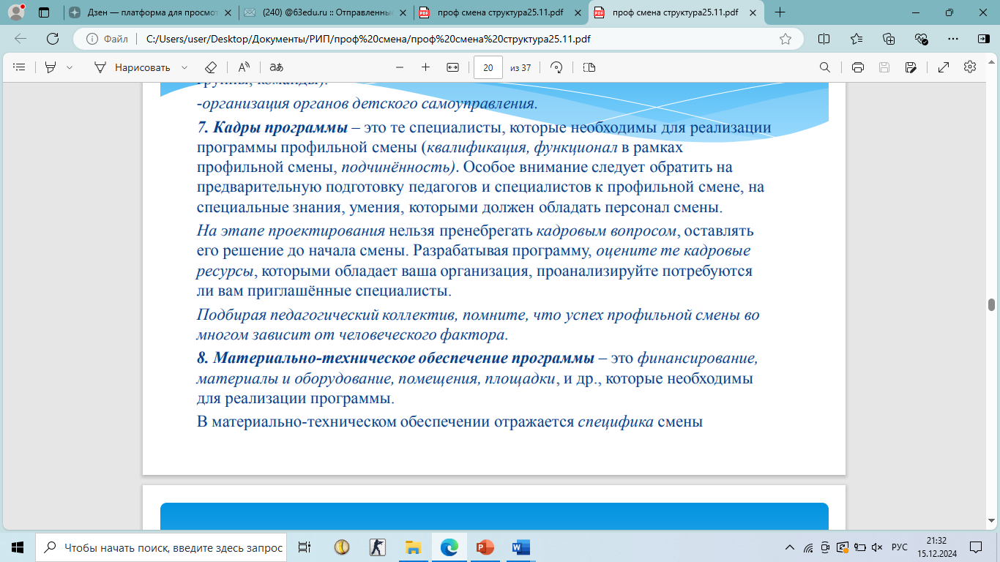 Дзен — платформа для просмот
(240) @63edu.ru :: Отправленны
проф смена структура25.11.pdf
проф смена структура25.11.pdf
Файл
C:/Users/user/Desktop/Документы/РИП/проф%20смена/проф%20смена%20структура25.11.pdf
Нарисовать
20 из 37
группы, команды).
-организация органов детского самоуправления.
7. Кадры программы – это те специалисты, которые необходимы для реализации
программы профильной смены (квалификация, функционал в рамках
профильной смены, подчинённость). Особое внимание следует обратить на
предварительную подготовку педагогов и специалистов к профильной смене, на
специальные знания, умения, которыми должен обладать персонал смены.
На этапе проектирования нельзя пренебрегать кадровым вопросом, оставлять
его решение до начала смены. Разрабатывая программу, оцените те кадровые
ресурсы, которыми обладает ваша организация, проанализируйте потребуются
ли вам приглашённые специалисты.
Подбирая педагогический коллектив, помните, что успех профильной смены во
многом зависит от человеческого фактора.
8. Материально-техническое обеспечение программы – это финансирование,
материалы и оборудование, помещения, площадки, и др., которые необходимы
для реализации программы.
В материально-техническом обеспечении отражается специфика смены
Чтобы начать поиск, введите здесь запрос
РУС
21:32
15.12.2024